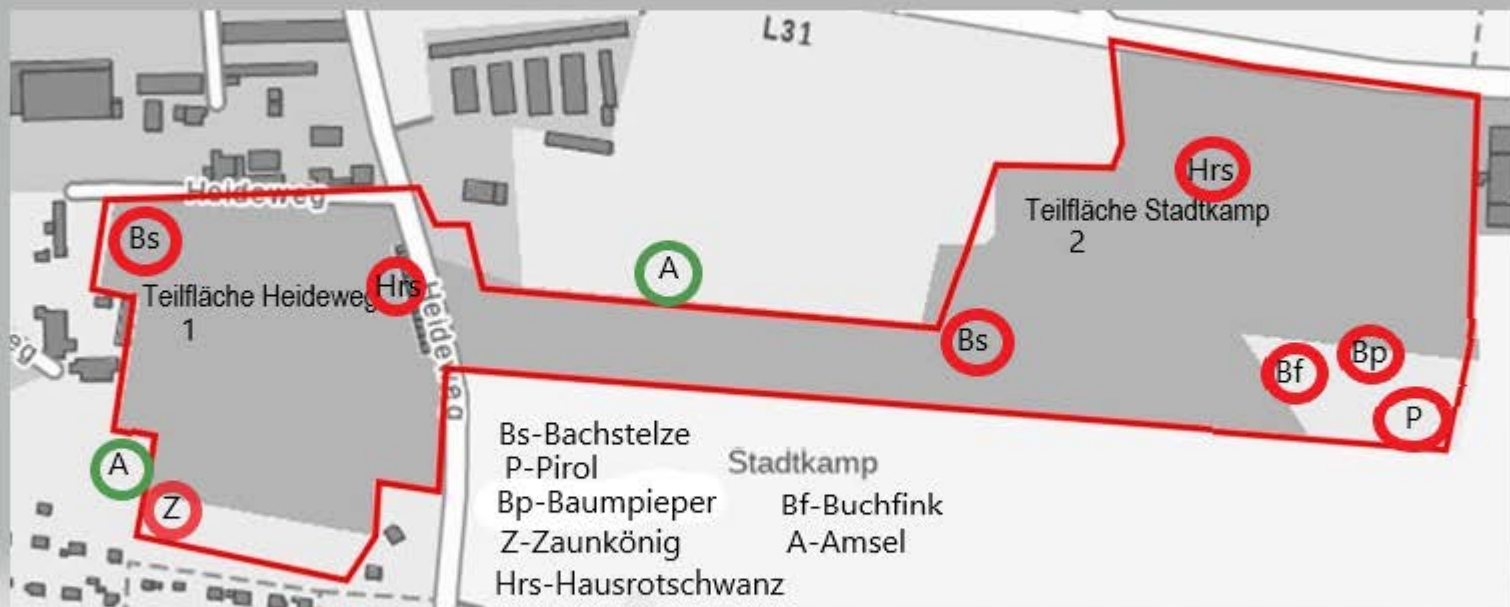 L31
Heideweg
Hrs
Bs
Teilfläche Stadtkamp
2
A
Hrs
Teilfläche Heideweg
1
Heideweg
Bs
Bp
Bf
eg
P
A
Z
Bs-Bachstelze
P-Pirol
Stadtkamp
Bp-Baumpieper
Bf-Buchfink
Z-Zaunkönig
A-Amsel
Hrs-Hausrotschwanz